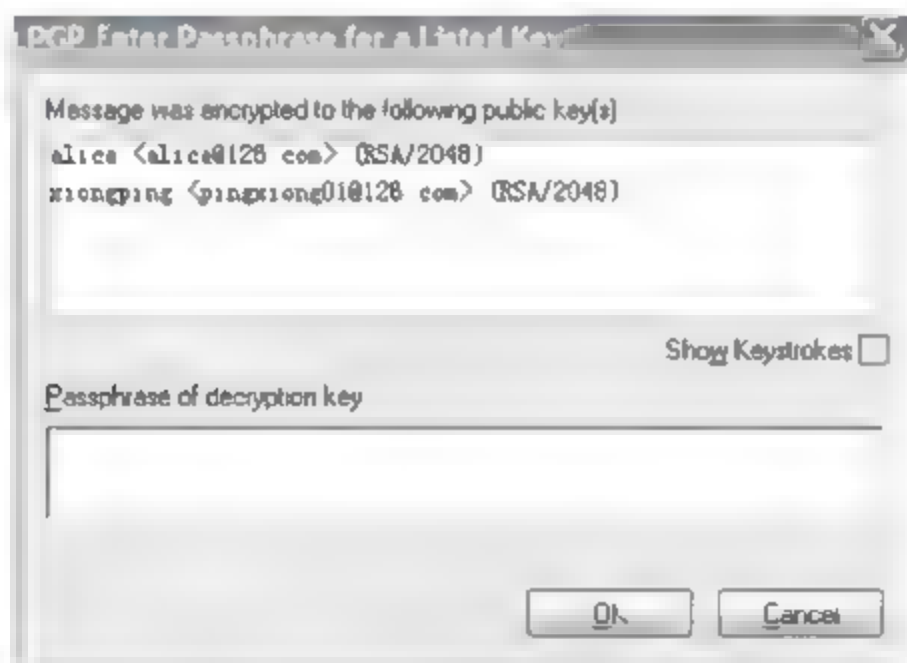 PGP Enter Passphrase for a Listed Key
Message was encrypted to the following public key(s)
alice <alice@126 com> (RSA/2048)
xiongping <pingxiong01@126 com> (RSA/2048)
Show Keystrokes
Passphrase of decryption key
OK
Cancel